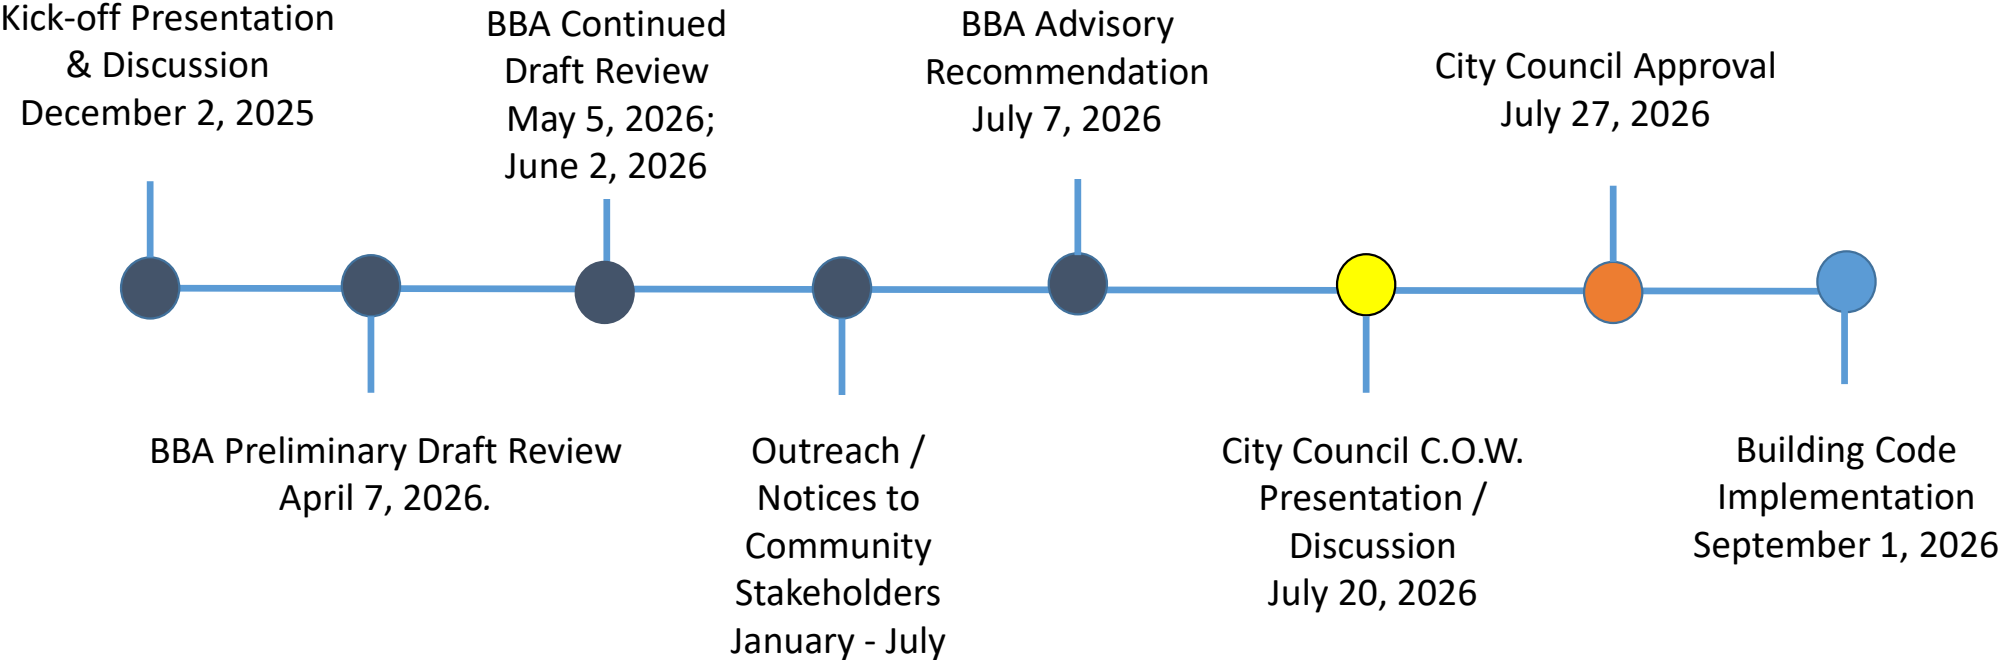 Kick-off Presentation
& Discussion
December 2, 2025
BBA Preliminary Draft Review
April 7, 2026.
BBA Continued
Draft Review
May 5, 2026;
June 2, 2026
Outreach /
Notices to
Community
Stakeholders
January - July
BBA Advisory
Recommendation
July 7, 2026
City Council C.O.W.
Presentation /
Discussion
July 20, 2026
City Council Approval
July 27, 2026
Building Code
Implementation
September 1, 2026